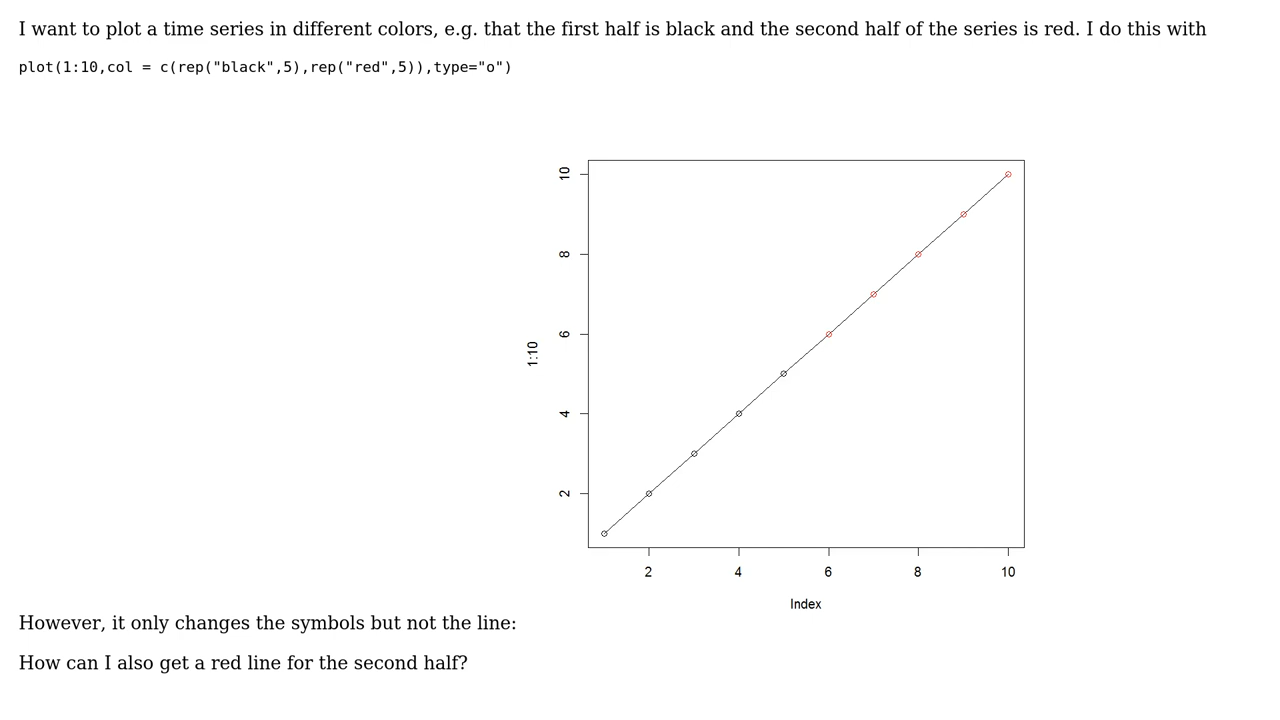 I want to plot a time series in different colors, e.g. that the first half is black and the second half of the series is red. I do this with
plot(1:10,col = c(rep("black",5),rep("red",5)),type="o")
10
8
6
4
2
1:10
2 4 6 8 10
Index
However, it only changes the symbols but not the line:
How can I also get a red line for the second half?